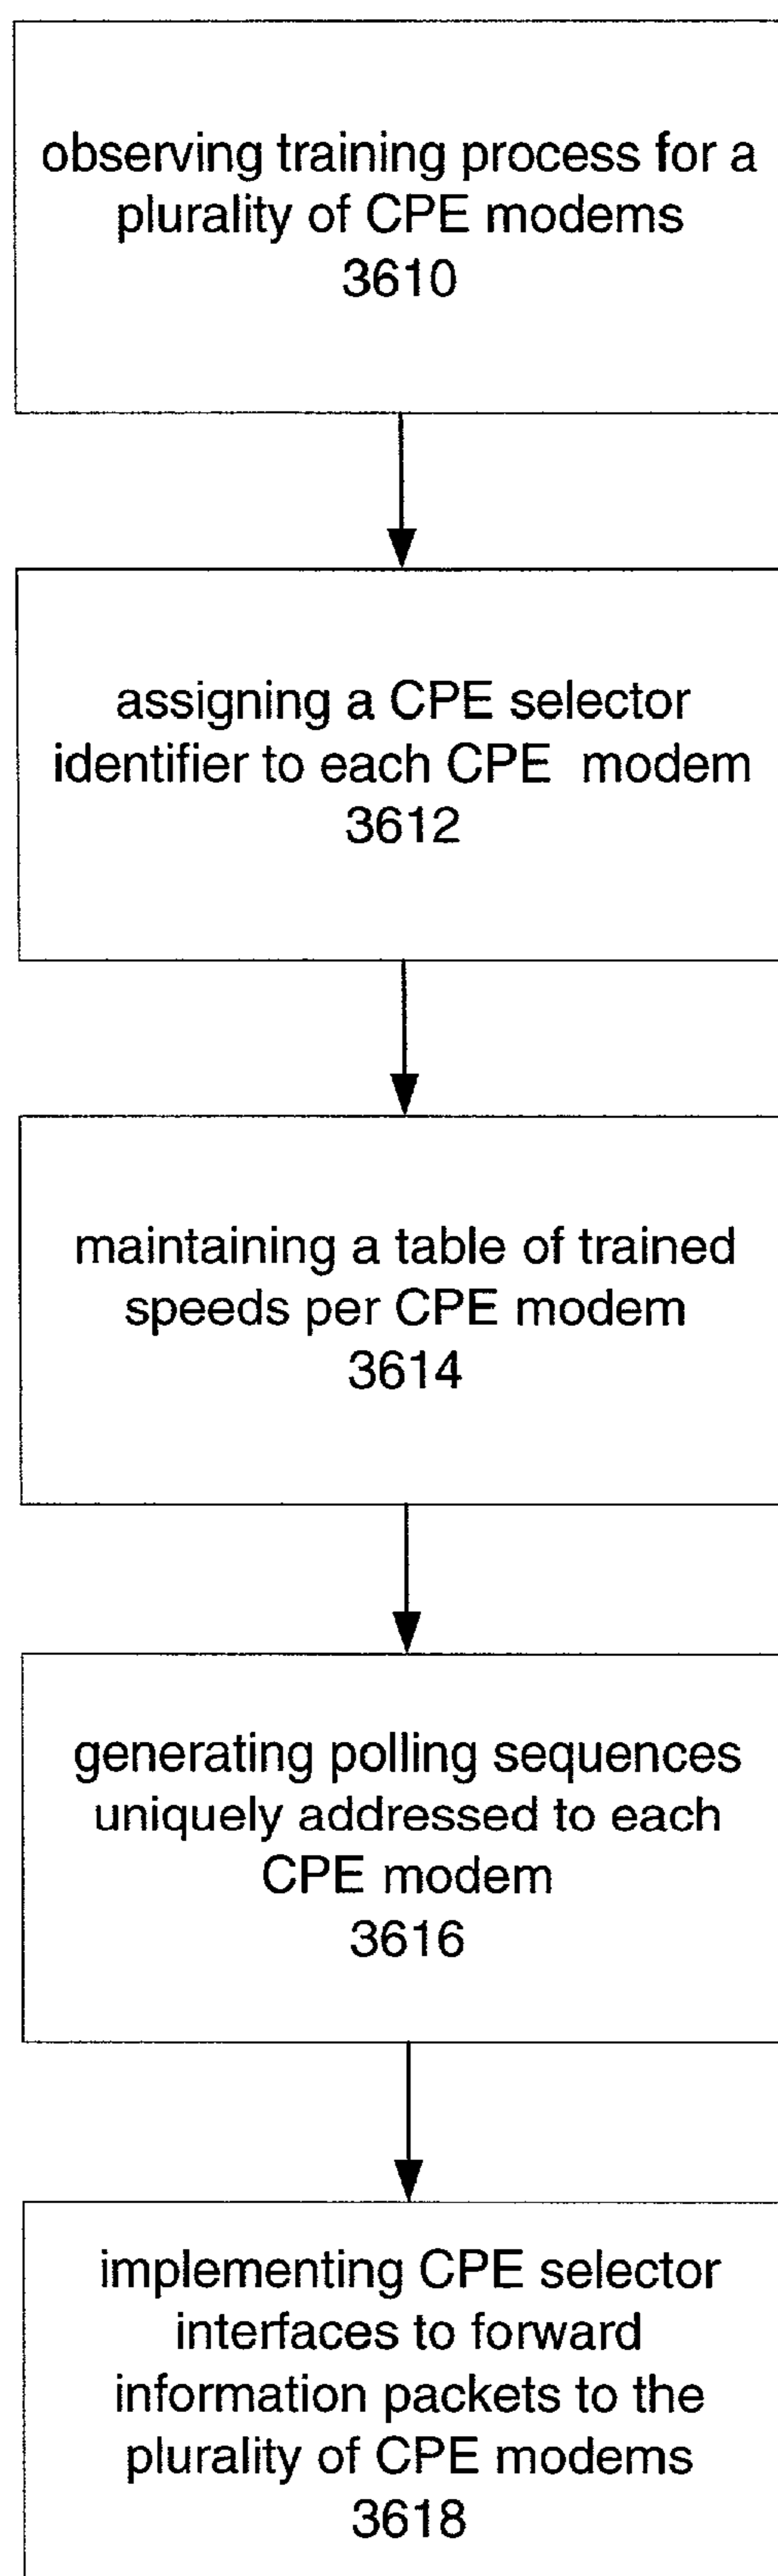 observing training process for a
plurality of CPE modems
3610
assigning a CPE selector
identifier to each CPE modem
3612
maintaining a table of trained
speeds per CPE modem
3614
generating polling sequences
uniquely addressed to each
CPE modem
3616
implementing CPE selector
interfaces to forward
information packets to the
plurality of CPE modems
3618